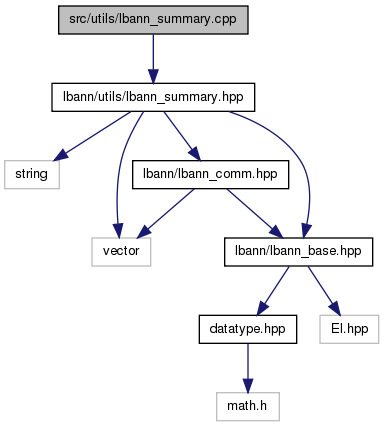 src/utils/lbann_summary.cpp
lbann/utils/lbann_summary.hpp
string
lbann/lbann_comm.hpp
vector
lbann/lbann_base.hpp
datatype.hpp
El.hpp
math.h